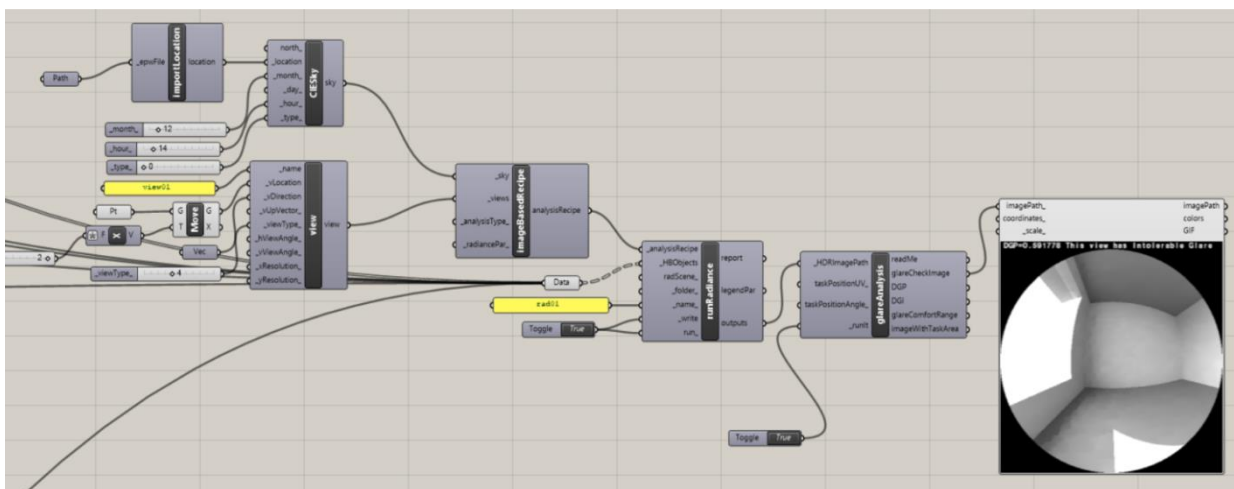 Path
_epwFile
importLocation
location
north_
_location
_month_
_day_
_hour_
_type_
CIESky
sky
_month_ 12
_hour_ 14
_type_ 0
view01
Pt
G
T
Move
G
X
F
x
V
Vec
2
_viewType_ 4
_name
_vLocation
_vDirection
_vUpVector_
_viewType_
_hViewAngle_
_vViewAngle_
_xResolution_
_yResolution_
view
view
_sky
_views
_analysisType_
_radiancePar_
imageBasedRecipe
analysisRecipe
Data
rad01
Toggle True
_analysisRecipe
_HBObjects
radScene_
_folder_
_name_
_write
run_
runRadiance
report
legendPar
outputs
_HDRImagePath
taskPositionUV_
taskPositionAngle_
_runIt
glareAnalysis
readMe
glareCheckImage
DGP
DGI
glareComfortRange
imageWithTaskArea
Toggle True
imagePath_
coordinates_
_scale_
imagePath
colors
GIF
DGP=0.591778 This view has Intolerable Glare